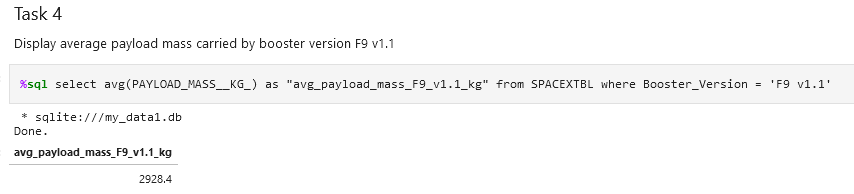 Task 4
Display average payload mass carried by booster version F9 v1.1
%sql select avg(PAYLOAD_MASS__KG_) as "avg_payload_mass_F9_v1.1_kg" from SPACEXTBL where Booster_Version = 'F9 v1.1'
* sqlite:///my_data1.db
Done.
avg_payload_mass_F9_v1.1_kg
2928.4